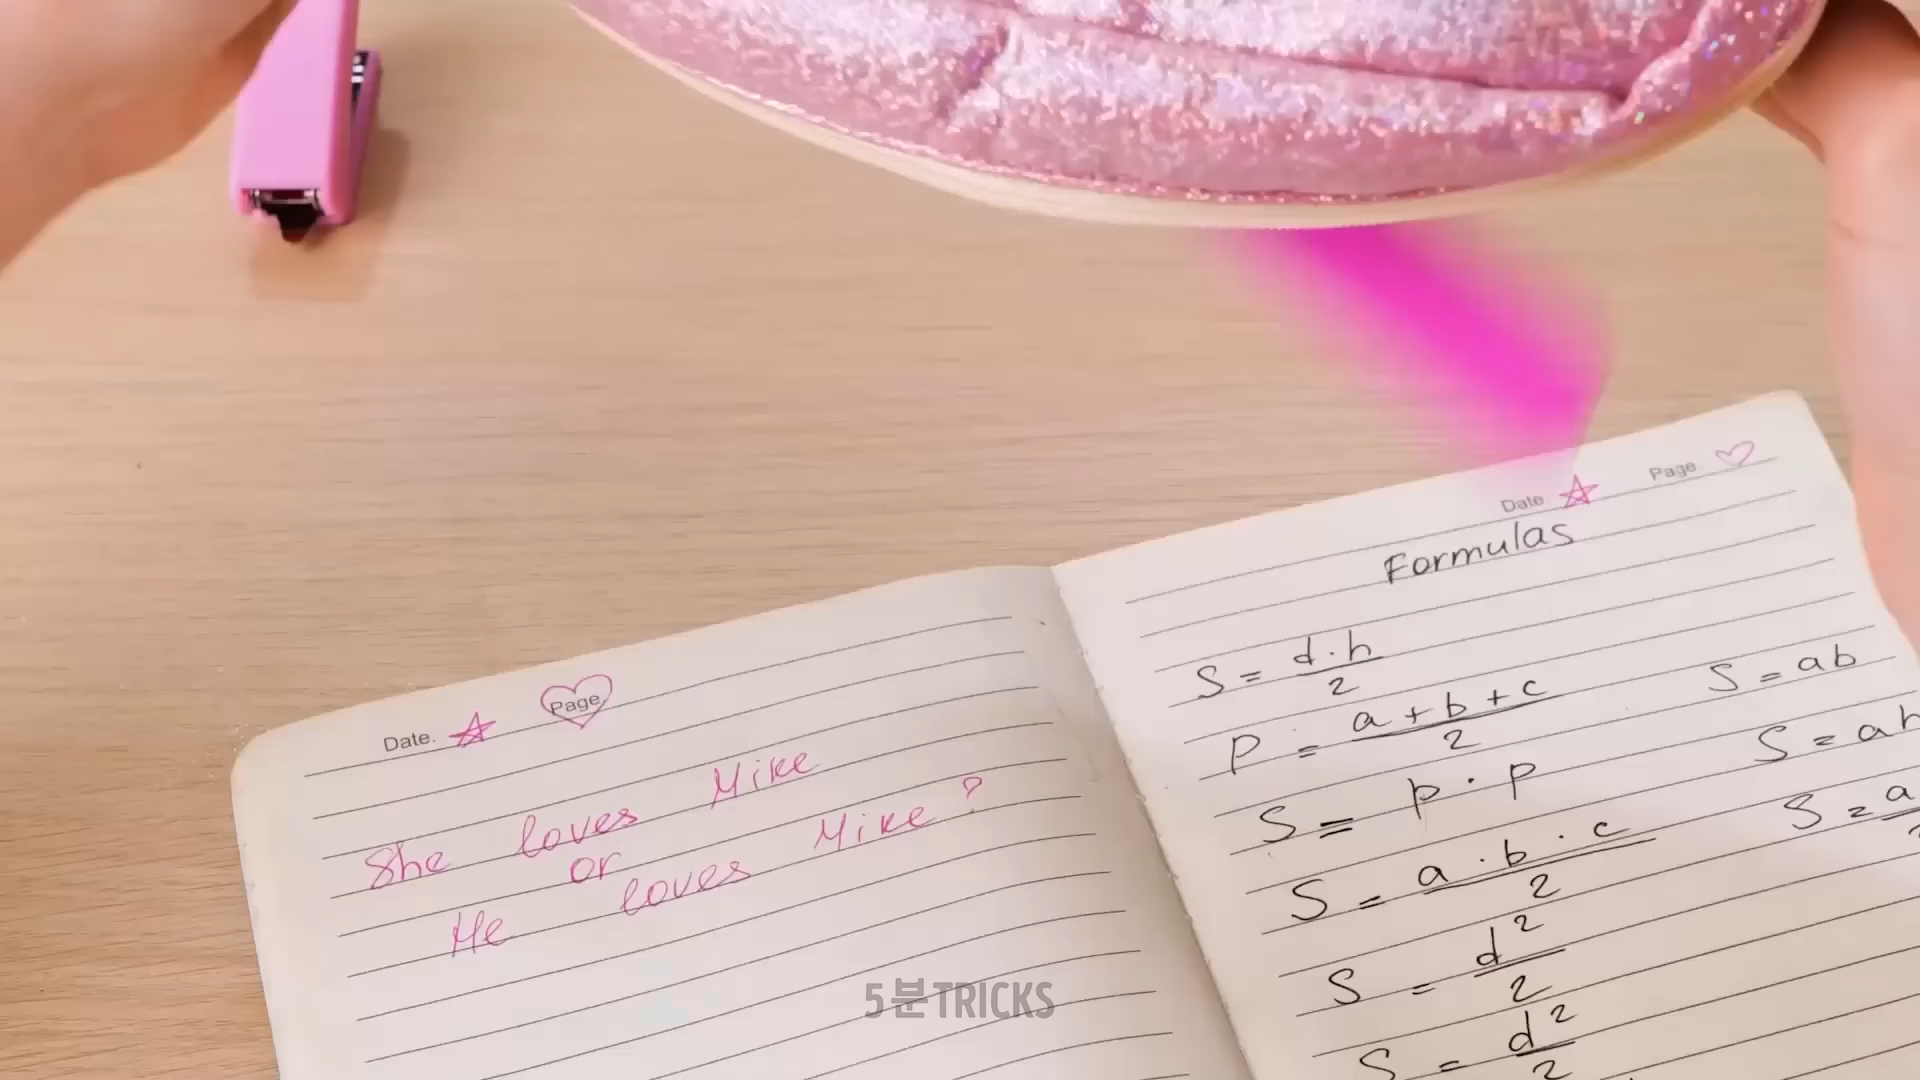 Date. Page
She loves Mike
or
He loves Mike?
Date Page
Formulas
S = d·h/2
P = a+b+c/2
S = p·p
S = a·b·c/2
S = d²/2
S = d²/2
S = ab
S = ah
S = a
5분TRICKS